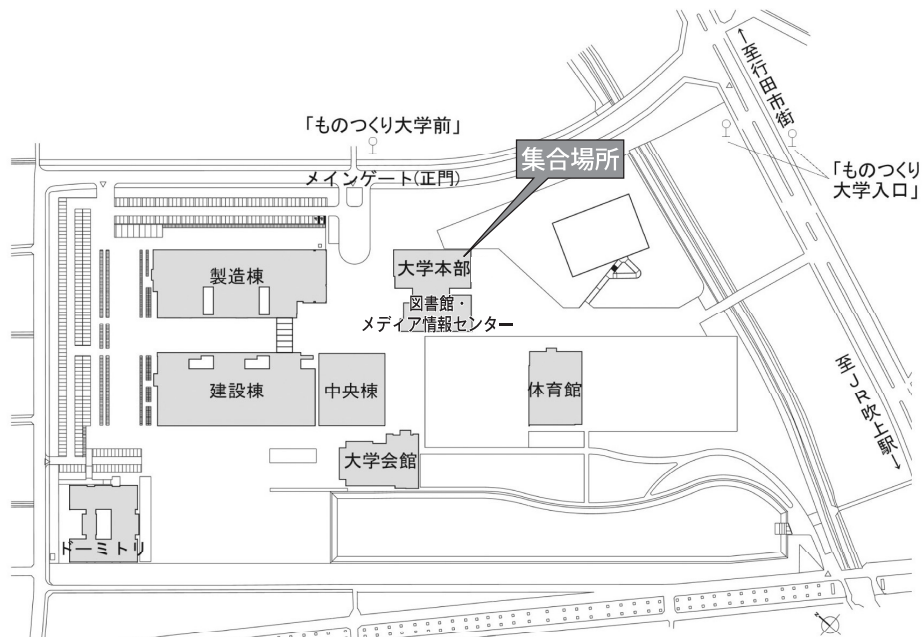 ↑至行田市街
「ものつくり大学前」
集合場所
メインゲート(正門)
「ものつくり
大学入口」
製造棟
大学本部
図書館・
メディア情報センター
建設棟
中央棟
体育館
至JR吹上駅↓
大学会館
ドーミトリ
N